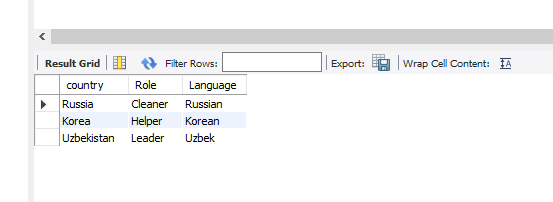 Result Grid Filter Rows: Export: Wrap Cell Content:
country Role Language
Russia Cleaner Russian
Korea Helper Korean
Uzbekistan Leader Uzbek